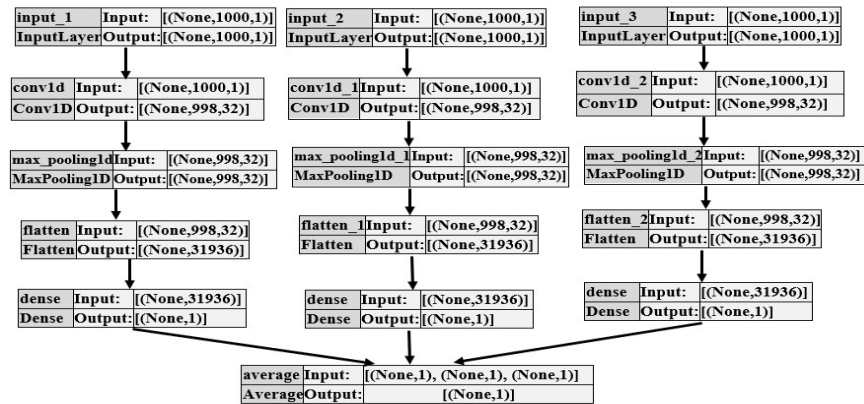 input_1 Input: [(None,1000,1)]
InputLayer Output: [(None,1000,1)]
input_2 Input: [(None,1000,1)]
InputLayer Output: [(None,1000,1)]
input_3 Input: [(None,1000,1)]
InputLayer Output: [(None,1000,1)]
conv1d Input: [(None,1000,1)]
Conv1D Output: [(None,998,32)]
conv1d_1 Input: [(None,1000,1)]
Conv1D Output: [(None,998,32)]
conv1d_2 Input: [(None,1000,1)]
Conv1D Output: [(None,998,32)]
max_pooling1d Input: [(None,998,32)]
MaxPooling1D Output: [(None,998,32)]
max_pooling1d_1 Input: [(None,998,32)]
MaxPooling1D Output: [(None,998,32)]
max_pooling1d_2 Input: [(None,998,32)]
MaxPooling1D Output: [(None,998,32)]
flatten Input: [(None,998,32)]
Flatten Output: [(None,31936)]
flatten_1 Input: [(None,998,32)]
Flatten Output: [(None,31936)]
flatten_2 Input: [(None,998,32)]
Flatten Output: [(None,31936)]
dense Input: [(None,31936)]
Dense Output: [(None,1)]
dense Input: [(None,31936)]
Dense Output: [(None,1)]
dense Input: [(None,31936)]
Dense Output: [(None,1)]
average Input: [(None,1), (None,1), (None,1)]
Average Output: [(None,1)]